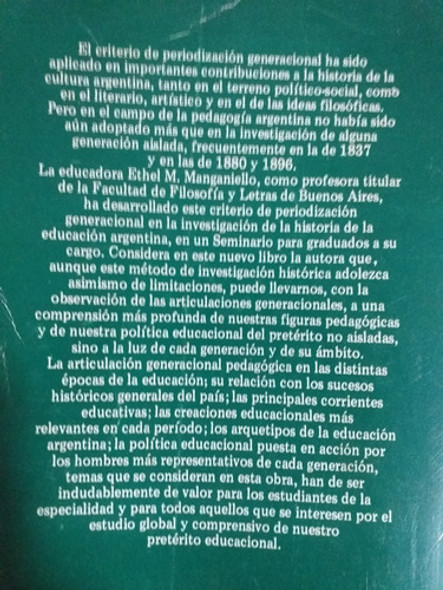 El criterio de periodización generacional ha sido
aplicado en importantes contribuciones a la historia de la
cultura argentina, tanto en el terreno político-social, como
en el literario, artístico y en el de las ideas filosóficas.
Pero en el campo de la pedagogía argentina no había sido
aún adoptado más que en la investigación de alguna
generación aislada, frecuentemente en la de 1837
y en las de 1880 y 1896.
La educadora Ethel M. Manganiello, como profesora titular
de la Facultad de Filosofía y Letras de Buenos Aires,
ha desarrollado este criterio de periodización
generacional en la investigación de la historia de la
educación argentina, en un Seminario para graduados a su
cargo. Considera en este nuevo libro la autora que,
aunque este método de investigación histórica adolezca
asimismo de limitaciones, puede llevarnos, con la
observación de las articulaciones generacionales, a una
comprensión más profunda de nuestras figuras pedagógicas
y de nuestra política educacional del pretérito no aisladas,
sino a la luz de cada generación y de su ámbito.
La articulación generacional pedagógica en las distintas
épocas de la educación; su relación con los sucesos
históricos generales del país; las principales corrientes
educativas; las creaciones educacionales más
relevantes en cada período; los arquetipos de la educación
argentina; la política educacional puesta en acción por
los hombres más representativos de cada generación,
temas que se consideran en esta obra, han de ser
indudablemente de valor para los estudiantes de la
especialidad y para todos aquellos que se interesen por el
estudio global y comprensivo de nuestro
pretérito educacional.